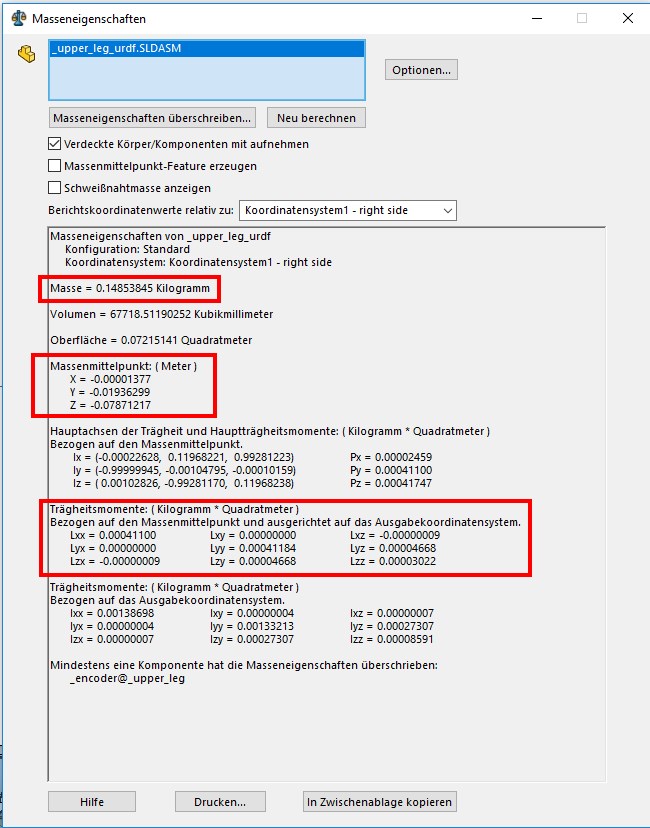 Masseneigenschaften
_upper_leg_urdf.SLDASM
Optionen...
Masseneigenschaften überschreiben...
Neu berechnen
Verdeckte Körper/Komponenten mit aufnehmen
Massenmittelpunkt-Feature erzeugen
Schweißnahtmasse anzeigen
Berichtskoordinatenwerte relativ zu: Koordinatensystem1 - right side
Masseneigenschaften von _upper_leg_urdf
Konfiguration: Standard
Koordinatensystem: Koordinatensystem1 - right side
Masse = 0.14853845 Kilogramm
Volumen = 67718.51190252 Kubikmillimeter
Oberfläche = 0.07215141 Quadratmeter
Massenmittelpunkt: ( Meter )
X = -0.00001377
Y = -0.01936299
Z = -0.07871217
Hauptachsen der Trägheit und Hauptträgheitsmomente: ( Kilogramm * Quadratmeter )
Bezogen auf den Massenmittelpunkt.
Ix = (-0.00022628, 0.11968221, 0.99281223) Px = 0.00002459
Iy = (-0.99999945, -0.00104795, -0.00010159) Py = 0.00041100
Iz = ( 0.00102826, -0.99281170, 0.11968238) Pz = 0.00041747
Trägheitsmomente: ( Kilogramm * Quadratmeter )
Bezogen auf den Massenmittelpunkt und ausgerichtet auf das Ausgabekoordinatensystem.
Lxx = 0.00041100 Lxy = 0.00000000 Lxz = -0.00000009
Lyx = 0.00000000 Lyy = 0.00041184 Lyz = 0.00004668
Lzx = -0.00000009 Lzy = 0.00004668 Lzz = 0.00003022
Trägheitsmomente: ( Kilogramm * Quadratmeter )
Bezogen auf das Ausgabekoordinatensystem.
Ixx = 0.00138698 Ixy = 0.00000004 Ixz = 0.00000007
Iyx = 0.00000004 Iyy = 0.00133213 Iyz = 0.00027307
Izx = 0.00000007 Izy = 0.00027307 Izz = 0.00008591
Mindestens eine Komponente hat die Masseneigenschaften überschrieben:
_encoder@_upper_leg
Hilfe
Drucken...
In Zwischenablage kopieren